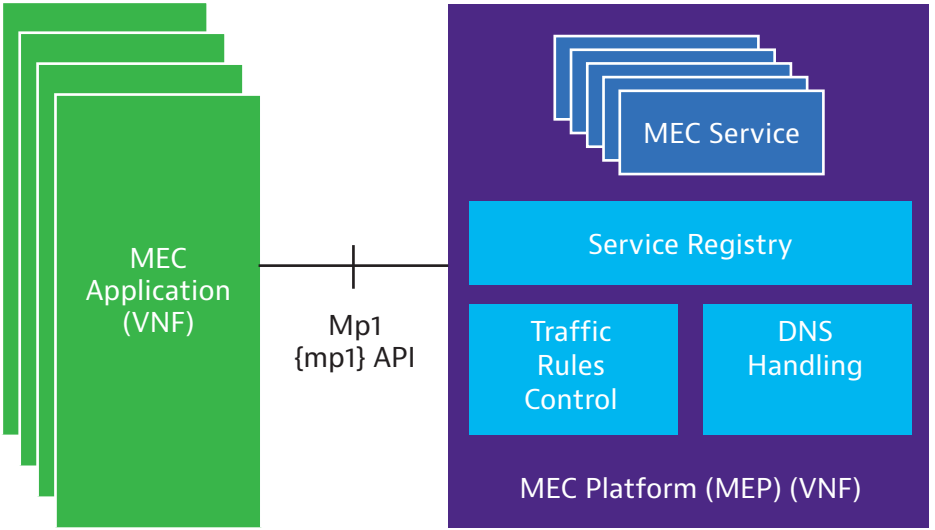 MEC
Application
(VNF)
Mp1
{mp1} API
MEC Service
Service Registry
Traffic
Rules
Control
DNS
Handling
MEC Platform (MEP) (VNF)